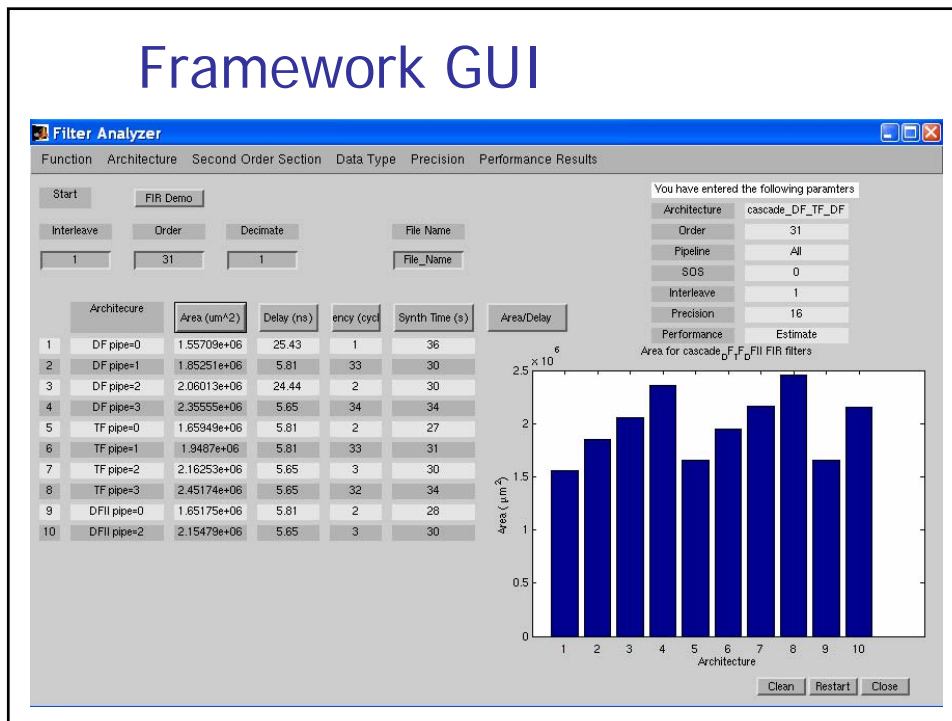 Framework GUI
Filter Analyzer
Function Architecture Second Order Section Data Type Precision Performance Results
Start FIR Demo
Interleave Order Decimate File Name
1 31 1 File_Name
You have entered the following paramters
Architecture cascade_DF_TF_DF
Order 31
Pipeline All
SOS 0
Interleave 1
Precision 16
Performance Estimate
Architecure Area (um^2) Delay (ns) ency (cycl Synth Time (s) Area/Delay
1 DF pipe=0 1.55709e+06 25.43 1 36
2 DF pipe=1 1.85251e+06 5.81 33 30
3 DF pipe=2 2.06013e+06 24.44 2 30
4 DF pipe=3 2.35555e+06 5.65 34 34
5 TF pipe=0 1.65949e+06 5.81 2 27
6 TF pipe=1 1.9487e+06 5.81 33 31
7 TF pipe=2 2.16253e+06 5.65 3 30
8 TF pipe=3 2.45174e+06 5.65 32 34
9 DFII pipe=0 1.65175e+06 5.81 2 28
10 DFII pipe=2 2.15479e+06 5.65 3 30
Area for cascade_DF_TF_DFII FIR filters
x 10^6
2.5
2
1.5
1
0.5
0
Area ( μm^2)
1 2 3 4 5 6 7 8 9 10
Architecture
Clean Restart Close